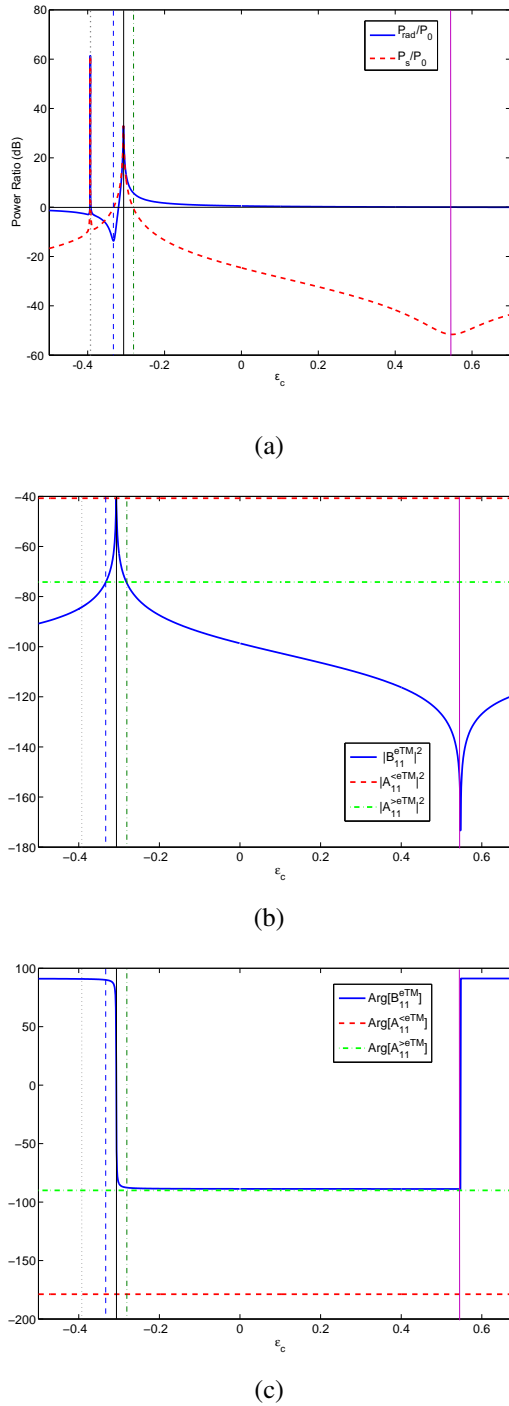 80
60
40
20
0
-20
-40
-60
Power Ratio (dB)
P_rad/P_0
P_s/P_0
-0.4 -0.2 0 0.2 0.4 0.6
ε_c
(a)
−40
−60
−80
−100
−120
−140
−160
−180
|B_11^eTM|^2
|A_11^<eTM|^2
|A_11^>eTM|^2
−0.4 −0.2 0 0.2 0.4 0.6
ε_c
(b)
100
50
0
−50
−100
−150
−200
Arg[B_11^eTM]
Arg[A_11^<eTM]
Arg[A_11^>eTM]
−0.4 −0.2 0 0.2 0.4 0.6
ε_c
(c)